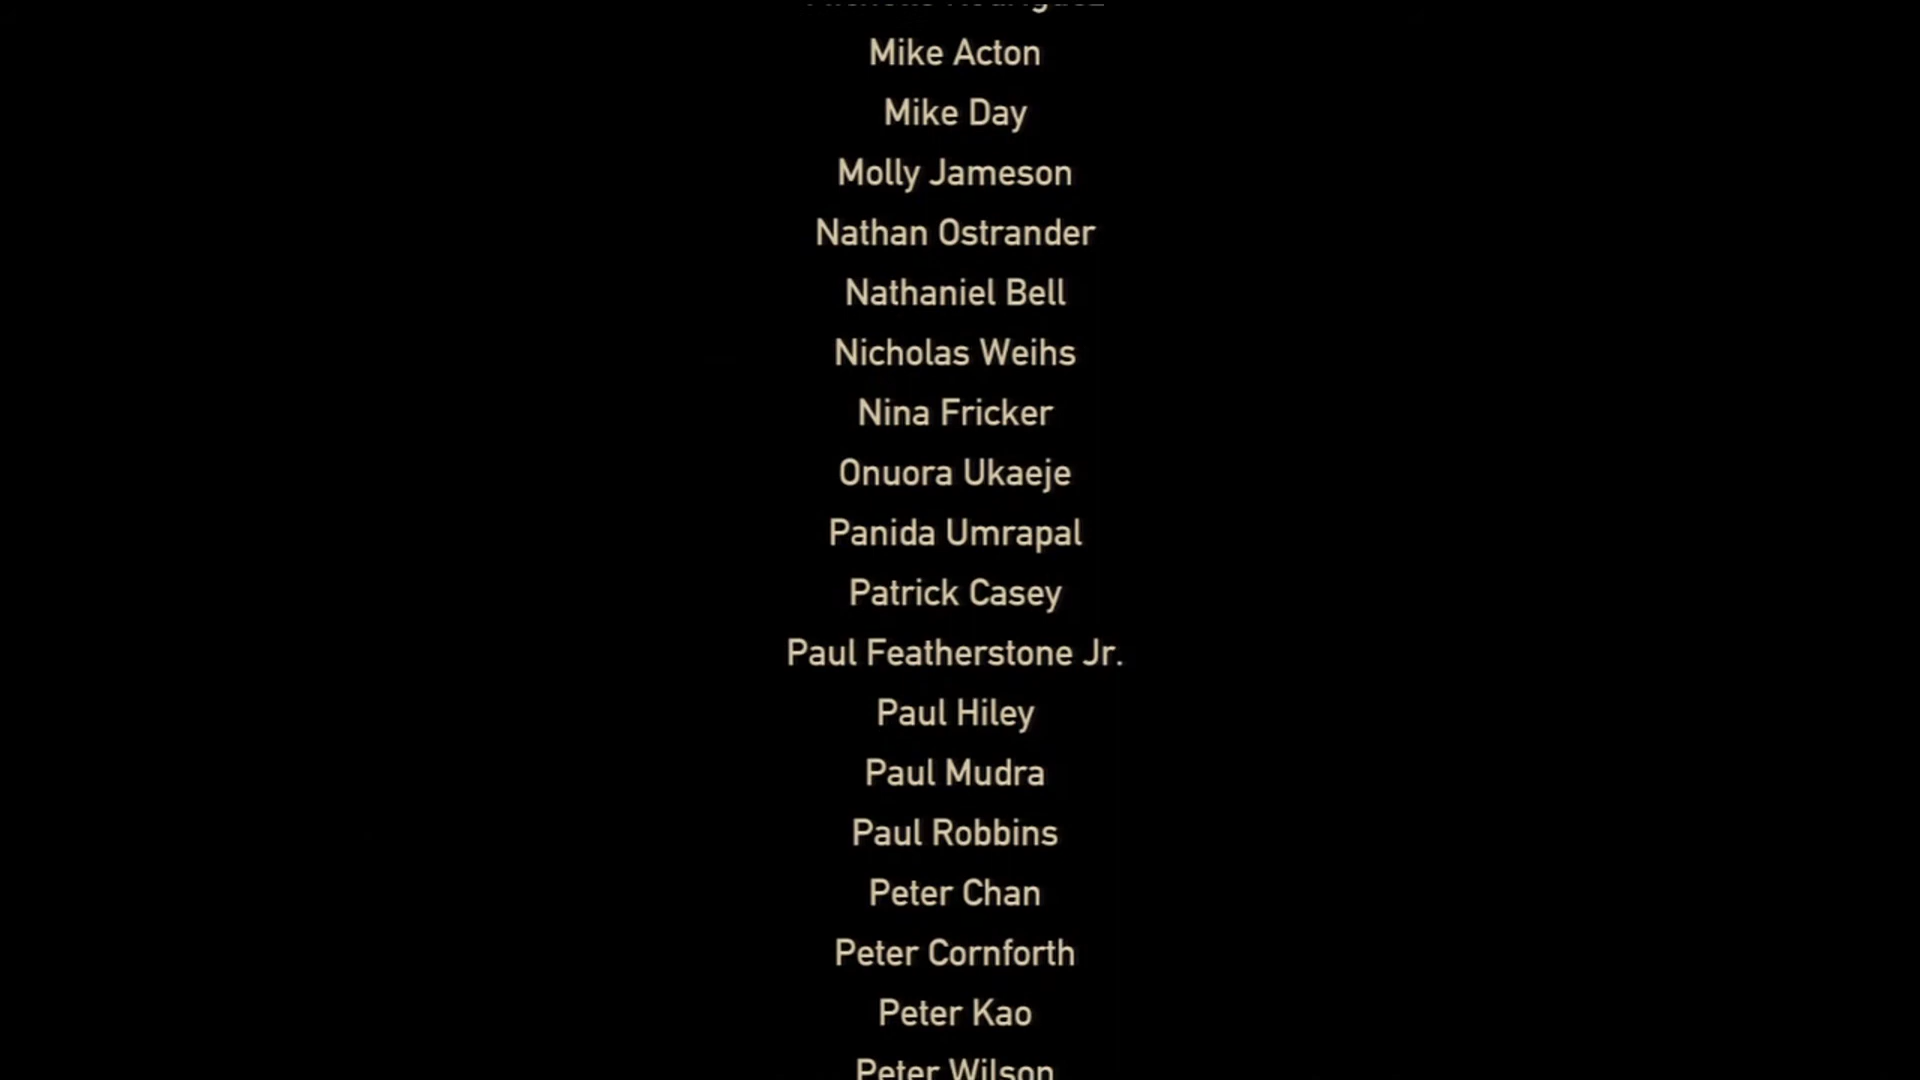 Mike Acton
Mike Day
Molly Jameson
Nathan Ostrander
Nathaniel Bell
Nicholas Weihs
Nina Fricker
Onuora Ukaeje
Panida Umrapal
Patrick Casey
Paul Featherstone Jr.
Paul Hiley
Paul Mudra
Paul Robbins
Peter Chan
Peter Cornforth
Peter Kao
Peter Wilson